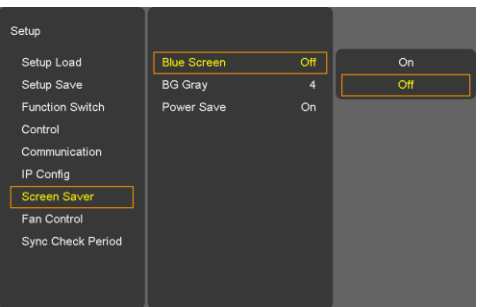 Setup
Setup Load
Setup Save
Function Switch
Control
Communication
IP Config
Screen Saver
Fan Control
Sync Check Period
Blue Screen Off
BG Gray 4
Power Save On
On
Off